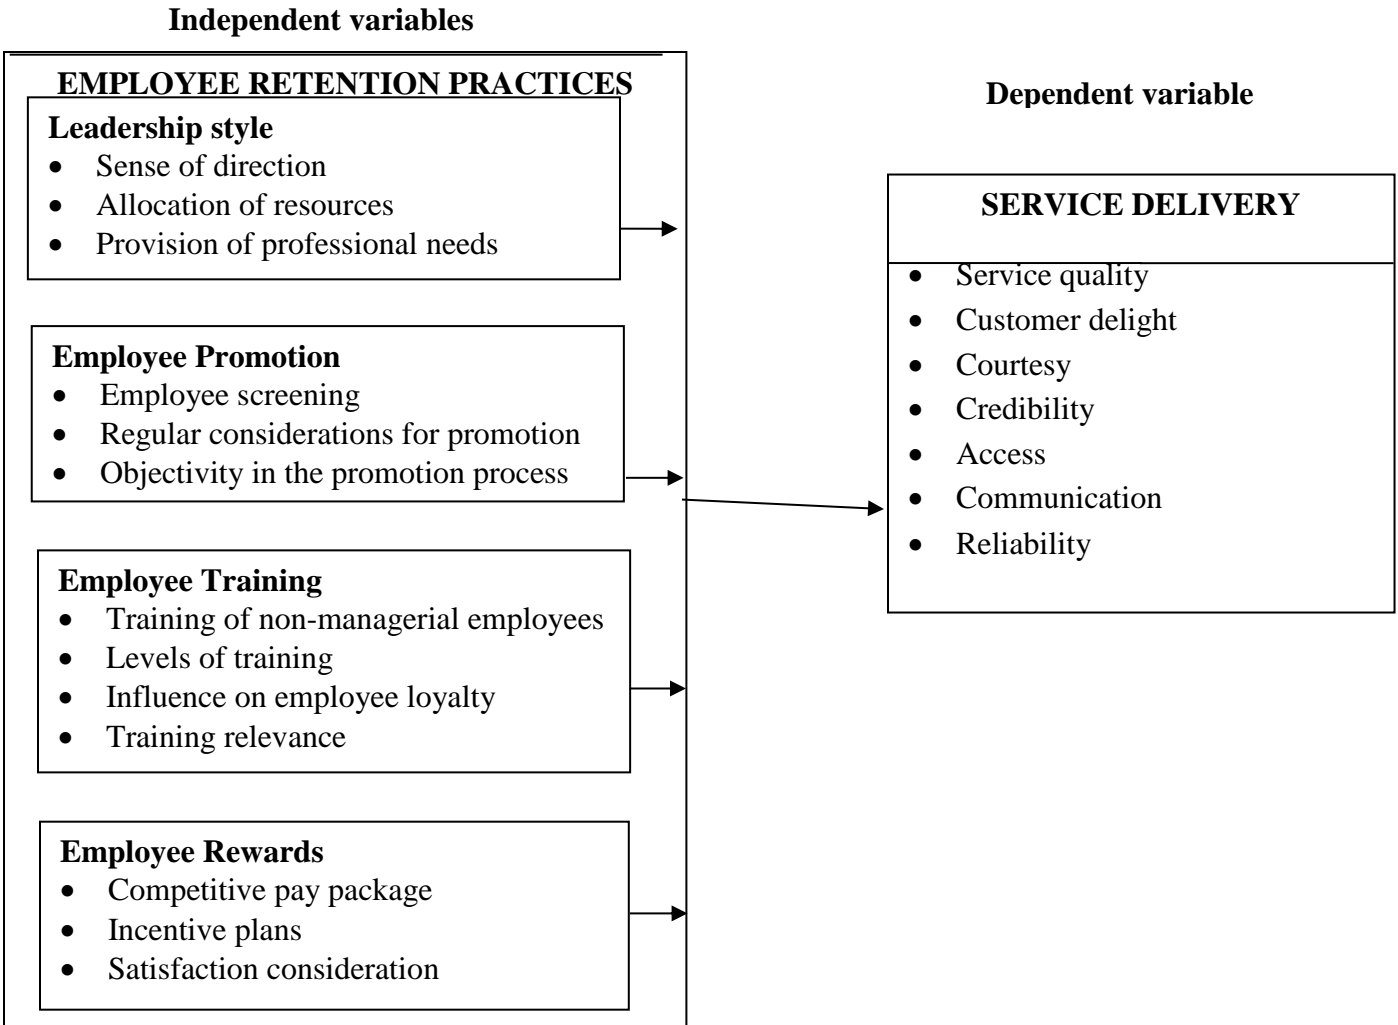 Independent variables
EMPLOYEE RETENTION PRACTICES
Leadership style
• Sense of direction
• Allocation of resources
• Provision of professional needs
Employee Promotion
• Employee screening
• Regular considerations for promotion
• Objectivity in the promotion process
Employee Training
• Training of non-managerial employees
• Levels of training
• Influence on employee loyalty
• Training relevance
Employee Rewards
• Competitive pay package
• Incentive plans
• Satisfaction consideration
Dependent variable
SERVICE DELIVERY
• Service quality
• Customer delight
• Courtesy
• Credibility
• Access
• Communication
• Reliability